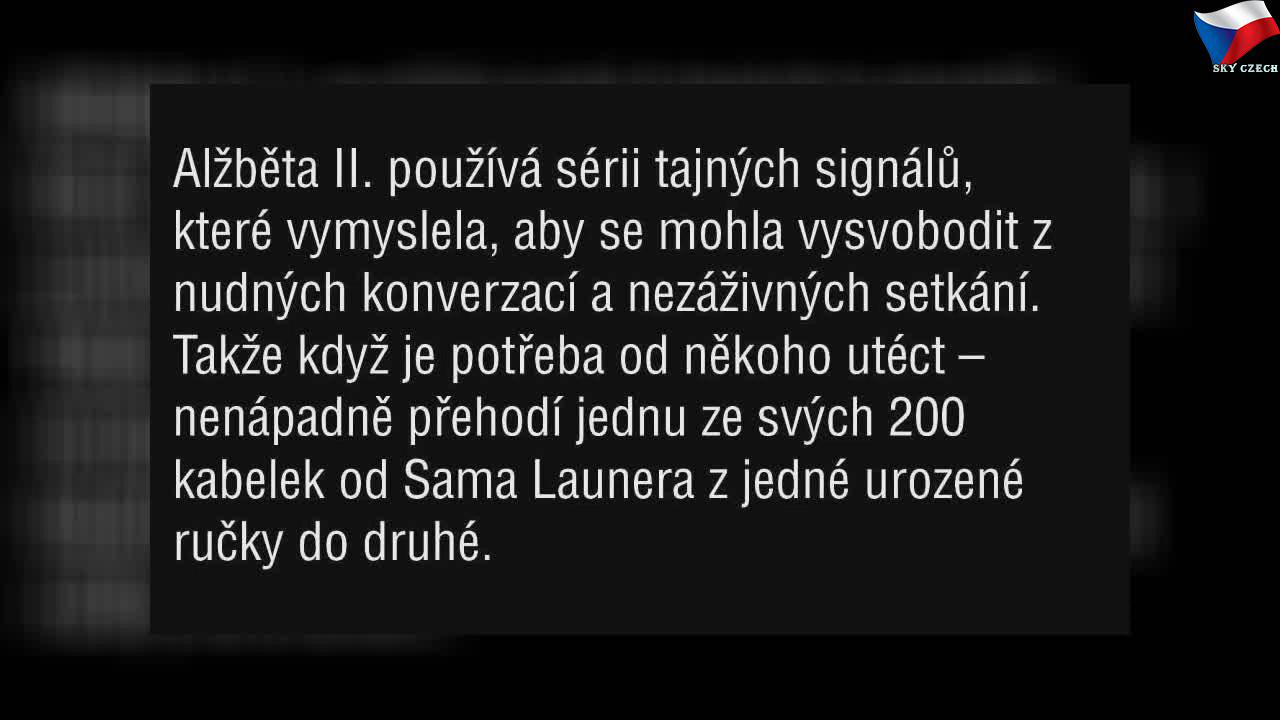 SKY CZECH
Alžběta II. používá sérii tajných signálů,
které vymyslela, aby se mohla vysvobodit z
nudných konverzací a nezáživných setkání.
Takže když je potřeba od někoho utéct –
nenápadně přehodí jednu ze svých 200
kabelek od Sama Launera z jedné urozené
ručky do druhé.